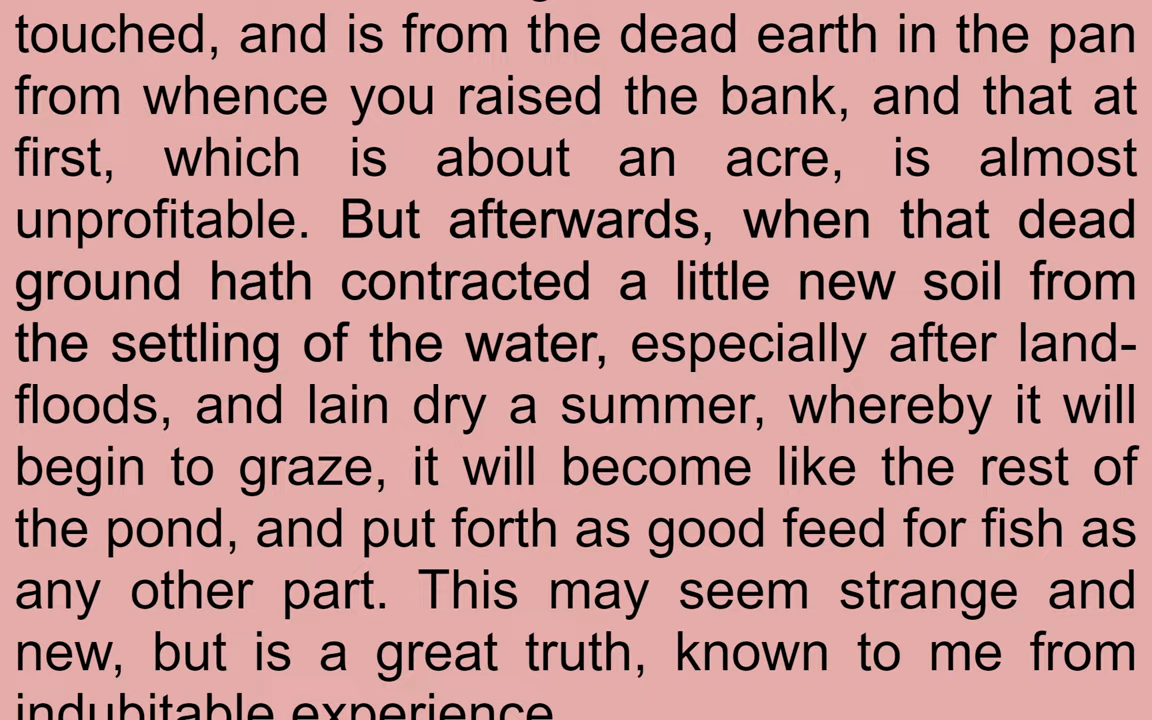 touched, and is from the dead earth in the pan
from whence you raised the bank, and that at
first, which is about an acre, is almost
unprofitable. But afterwards, when that dead
ground hath contracted a little new soil from
the settling of the water, especially after land-
floods, and lain dry a summer, whereby it will
begin to graze, it will become like the rest of
the pond, and put forth as good feed for fish as
any other part. This may seem strange and
new, but is a great truth, known to me from
indubitable experience.